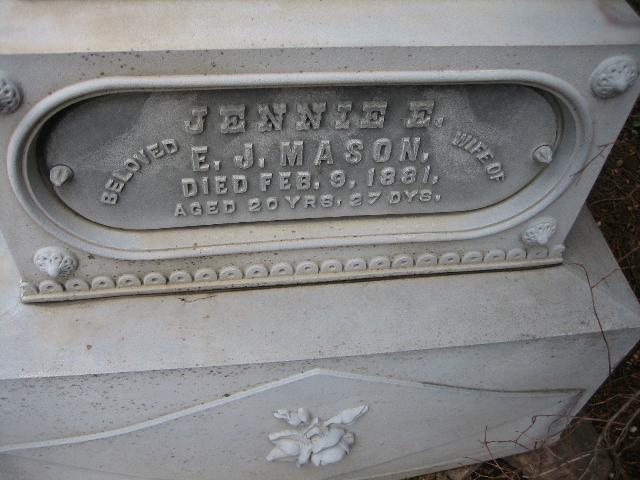 JENNIE E.
BELOVED WIFE OF
E. J. MASON.
DIED FEB. 9, 1881,
AGED 20 YRS. 27 DYS.